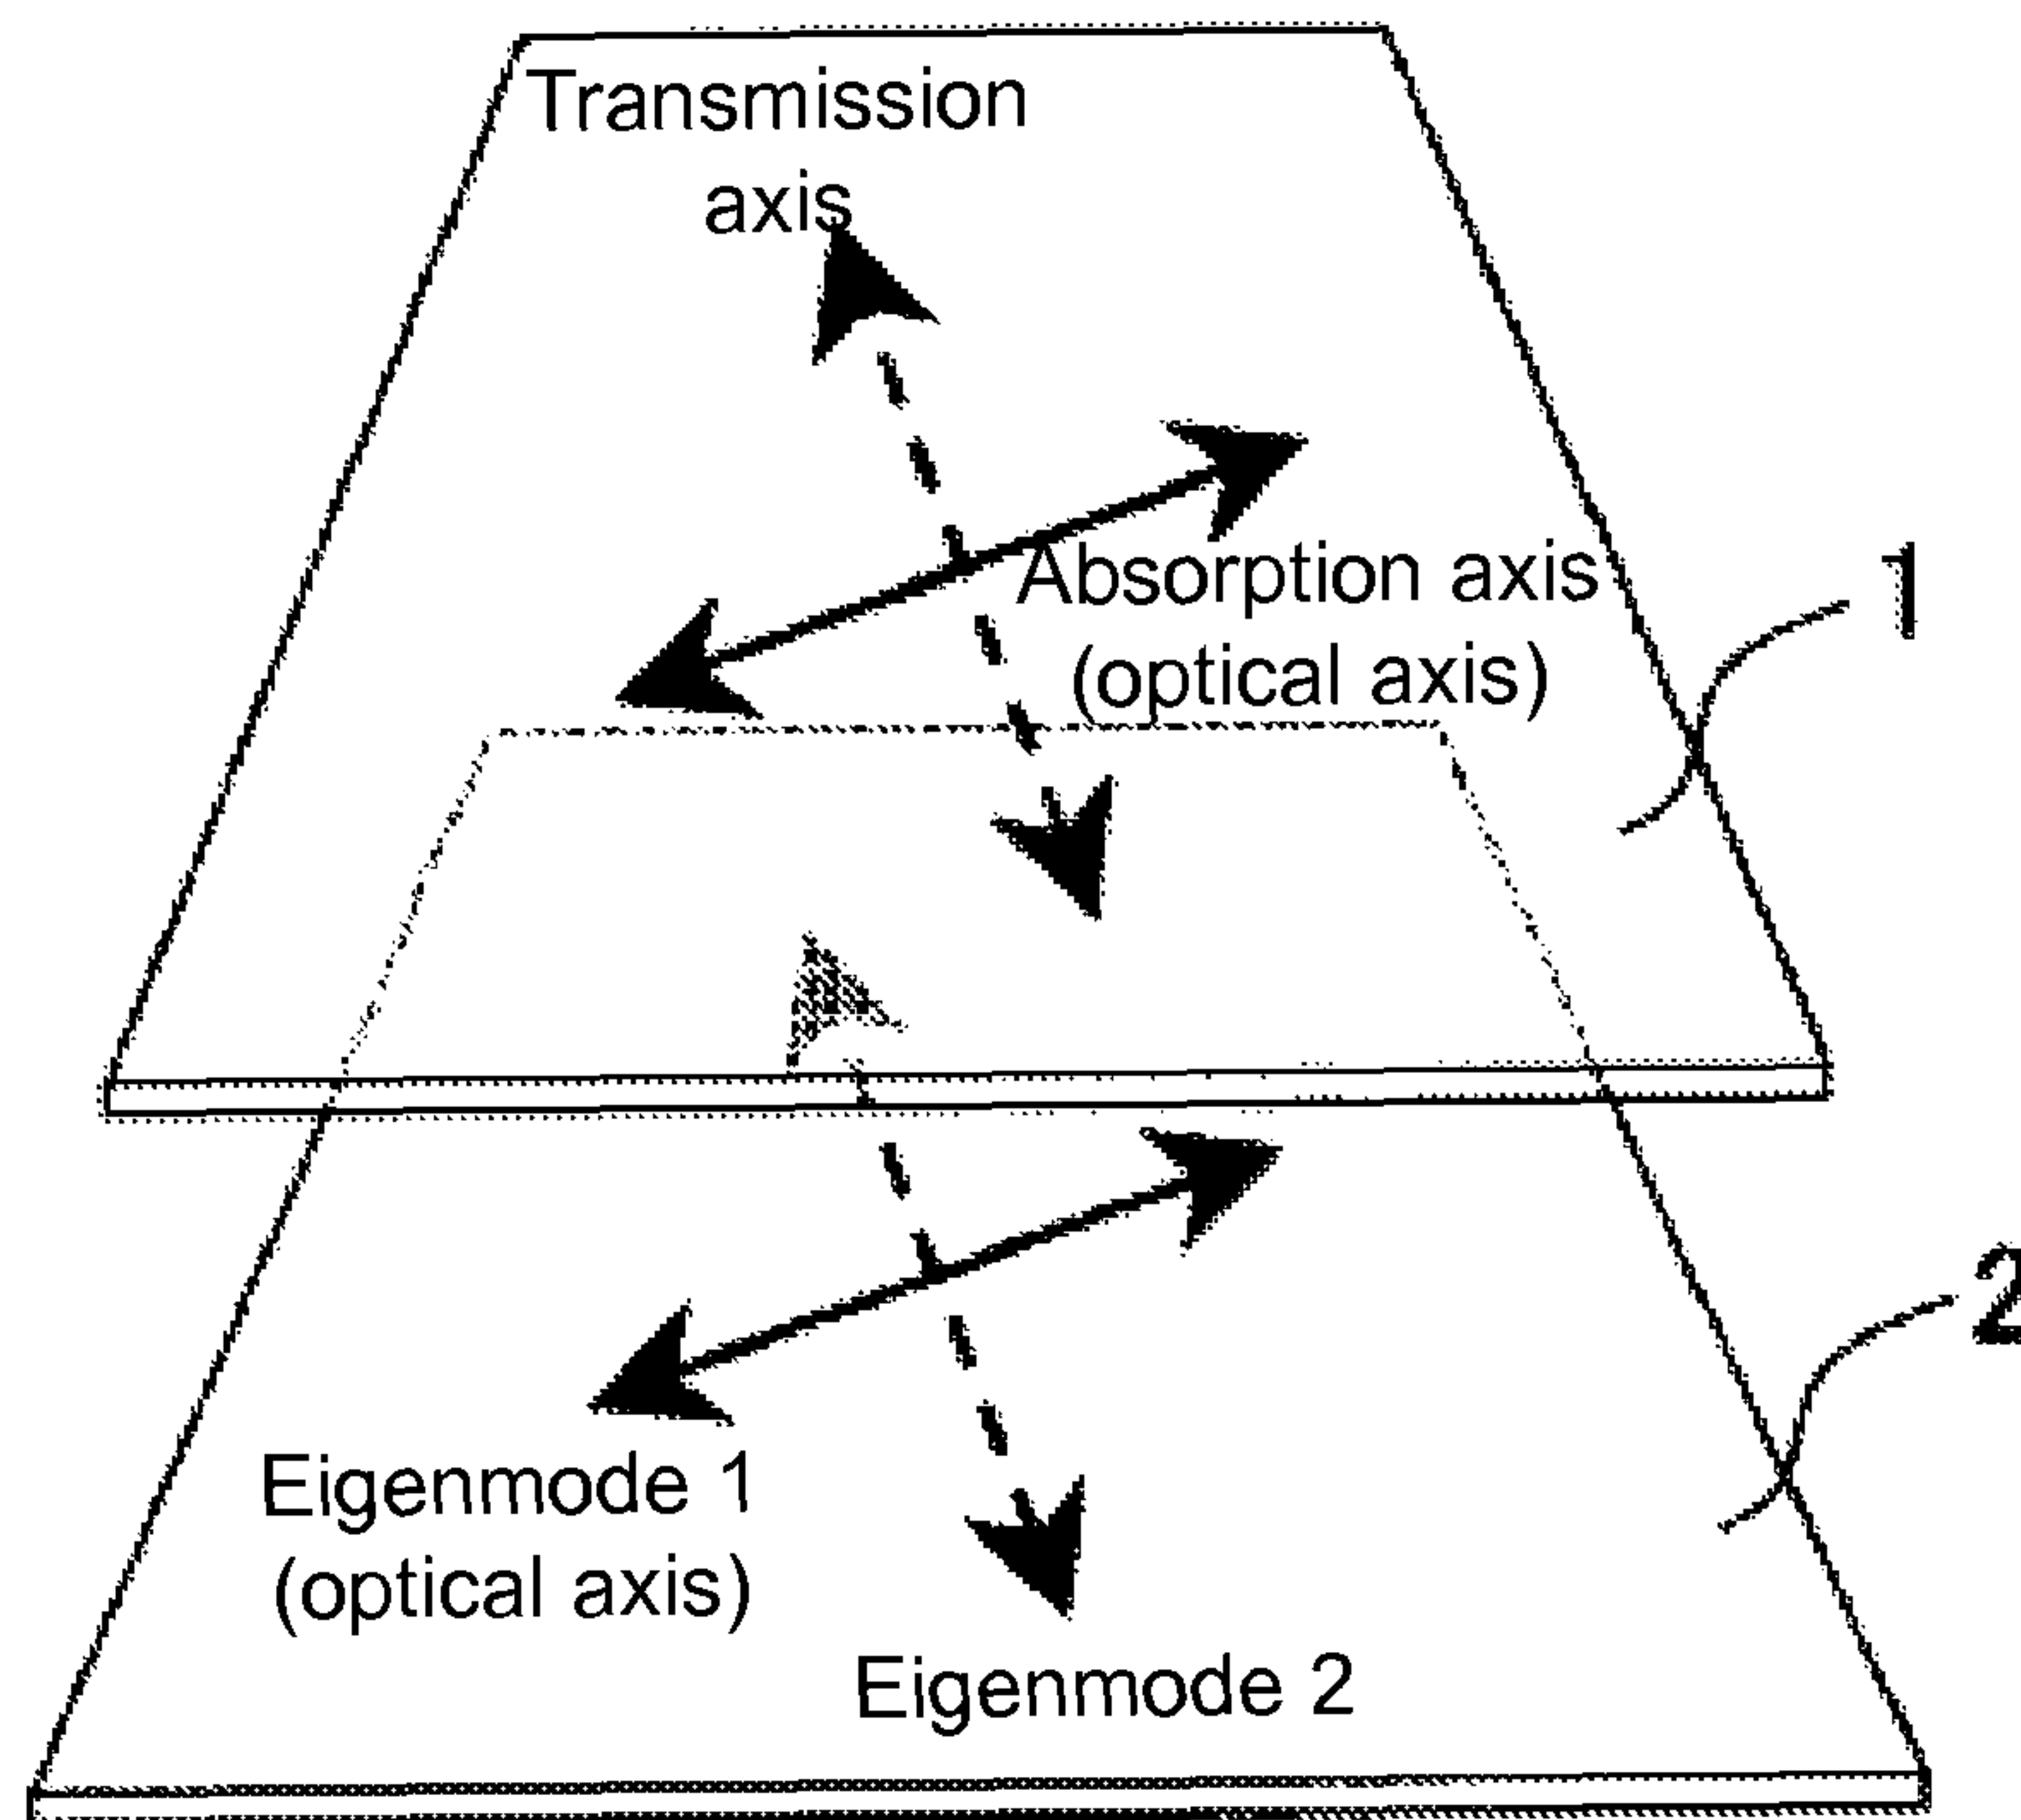 Transmission
axis
Absorption axis
(optical axis)
1
2
Eigenmode 1
(optical axis)
Eigenmode 2